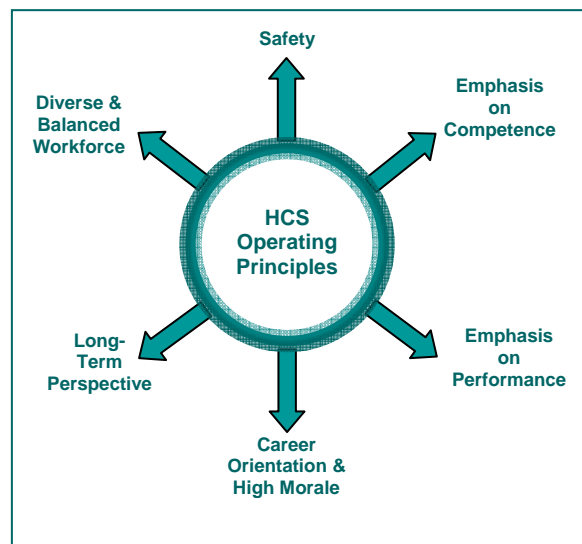 Safety
Emphasis
on
Competence
Diverse &
Balanced
Workforce
HCS
Operating
Principles
Long-
Term
Perspective
Emphasis
on
Performance
Career
Orientation &
High Morale